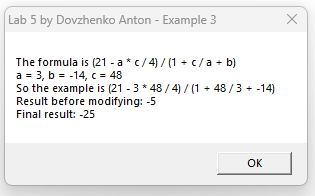 Lab 5 by Dovzhenko Anton - Example 3
The formula is (21 - a * c / 4) / (1 + c / a + b)
a = 3, b = -14, c = 48
So the example is (21 - 3 * 48 / 4) / (1 + 48 / 3 + -14)
Result before modifying: -5
Final result: -25
OK